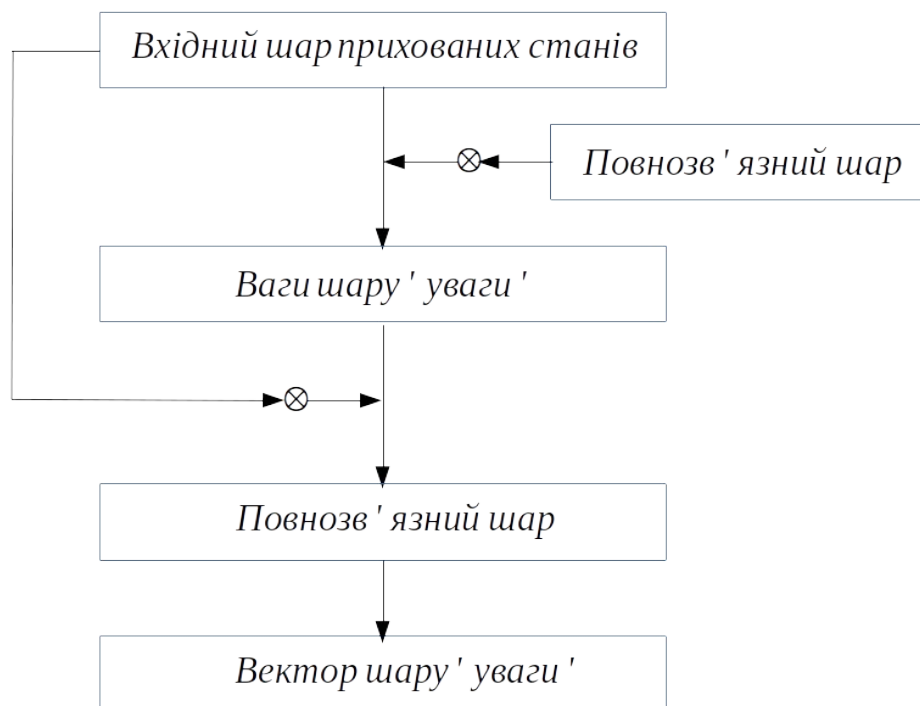 Вхідний шар прихованих станів
Повнозв ' язний шар
Ваги шару ' уваги '
Повнозв ' язний шар
Вектор шару ' уваги '